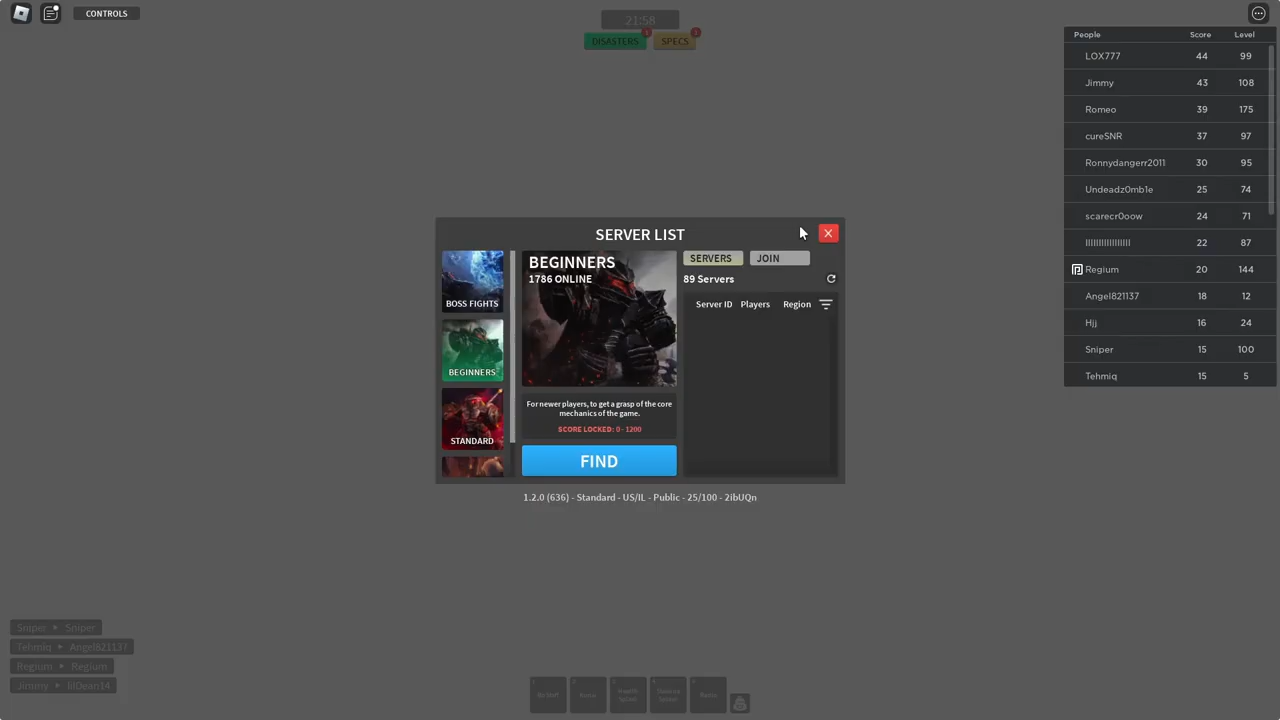 CONTROLS
21:58
DISASTERS
SPECS
People Score Level
LOX777 44 99
Jimmy 43 108
Romeo 39 175
cureSNR 37 97
Ronnydangerr2011 30 95
Undeadz0mb1e 25 74
scarecr0oow 24 71
22 87
Regium 20 144
Angel821137 18 12
Hjj 16 24
Sniper 15 100
Tehmiq 15 5
SERVER LIST
BOSS FIGHTS
BEGINNERS
STANDARD
BEGINNERS
1786 ONLINE
For newer players, to get a grasp of the core
mechanics of the game.
SCORE LOCKED: 0 - 1200
FIND
SERVERS
JOIN
89 Servers
Server ID Players Region
1.2.0 (636) - Standard - US/IL - Public - 25/100 - 2ibUQn
Sniper Sniper
Tehmiq Angel821137
Regium Regium
Jimmy lilDean14